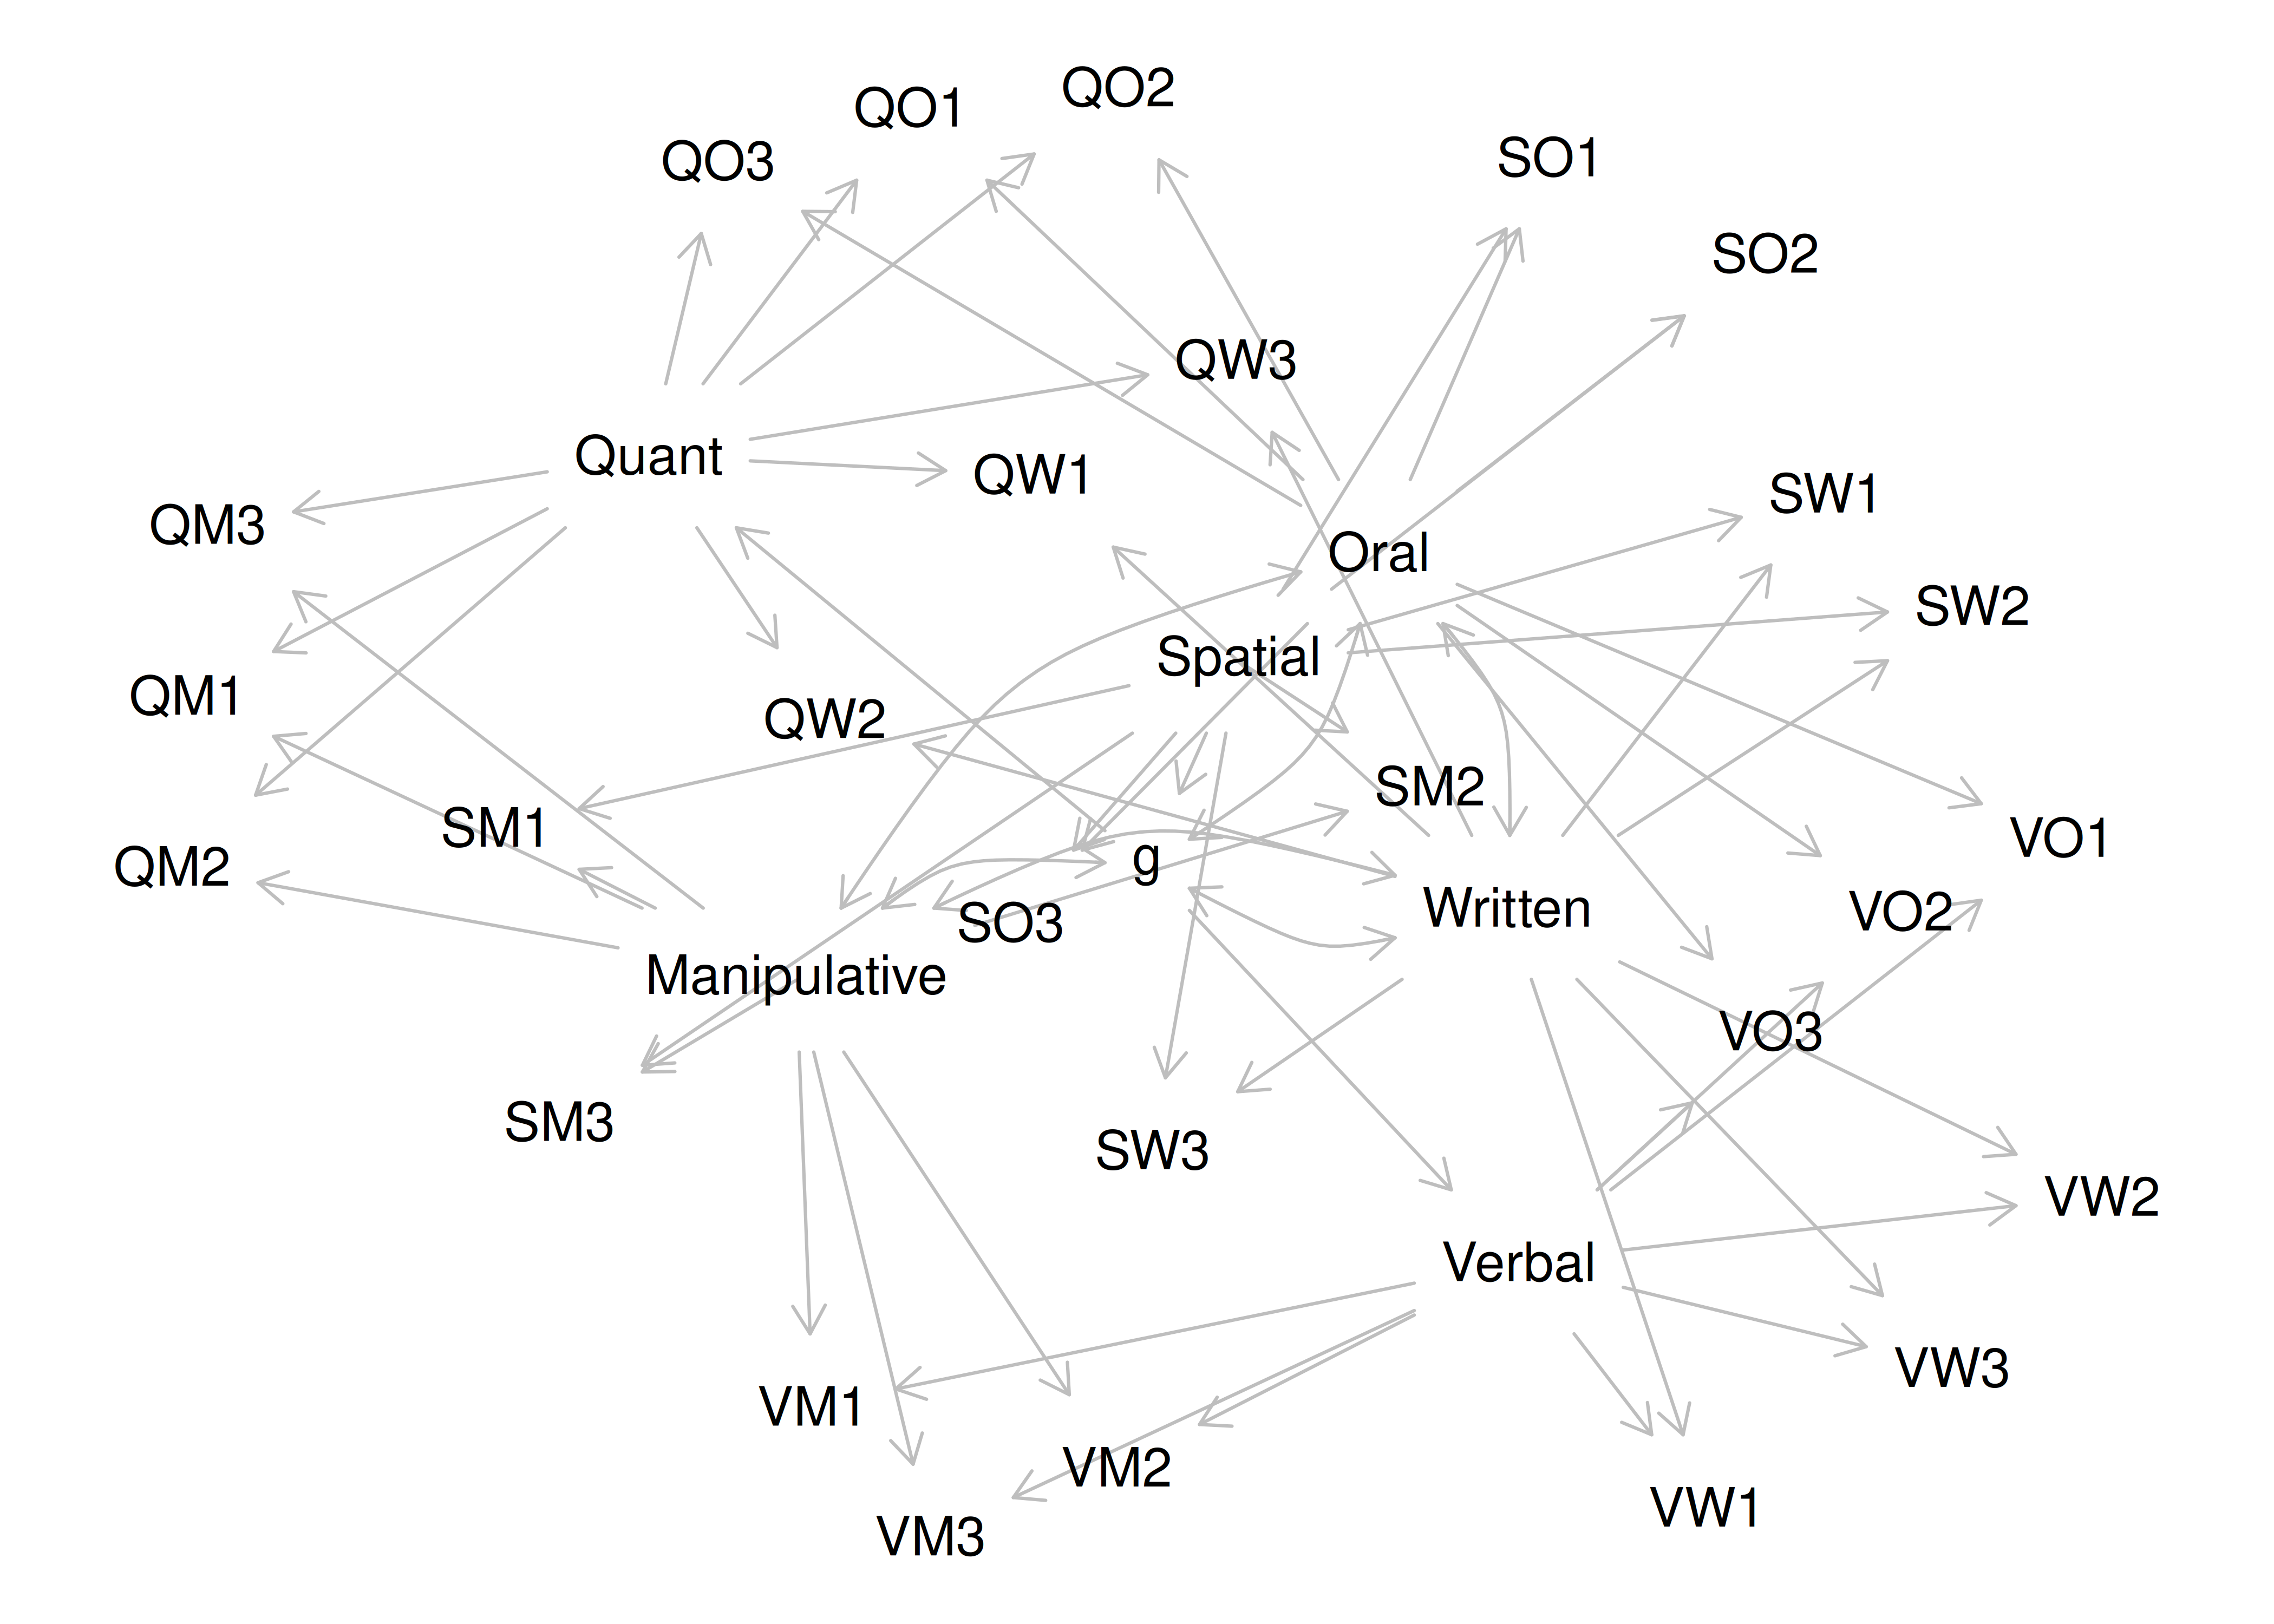 QO2
QO1
QO3
SO1
SO2
QW3
Quant
QW1
SW1
QM3
Oral
SW2
Spatial
QM1
QW2
SM2
SM1
VO1
g
QM2
Written
VO2
SO3
Manipulative
VO3
SM3
SW3
VW2
Verbal
VW3
VM1
VM2
VW1
VM3